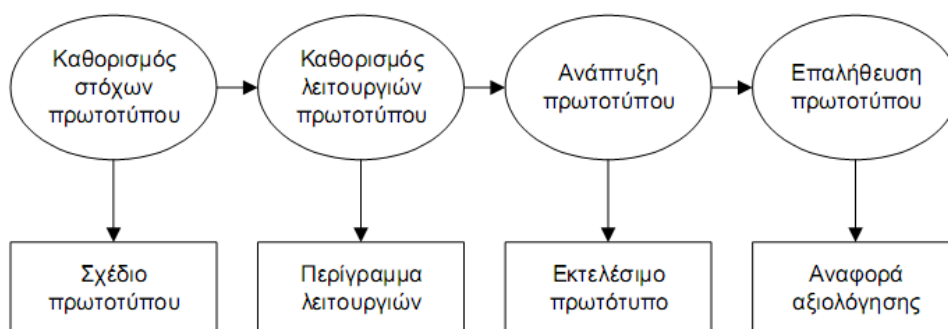 Καθορισμός
στόχων
πρωτοτύπου
Καθορισμός
λειτουργιών
πρωτοτύπου
Ανάπτυξη
πρωτοτύπου
Επαλήθευση
πρωτοτύπου
Σχέδιο
πρωτοτύπου
Περίγραμμα
λειτουργιών
Εκτελέσιμο
πρωτότυπο
Αναφορά
αξιολόγησης